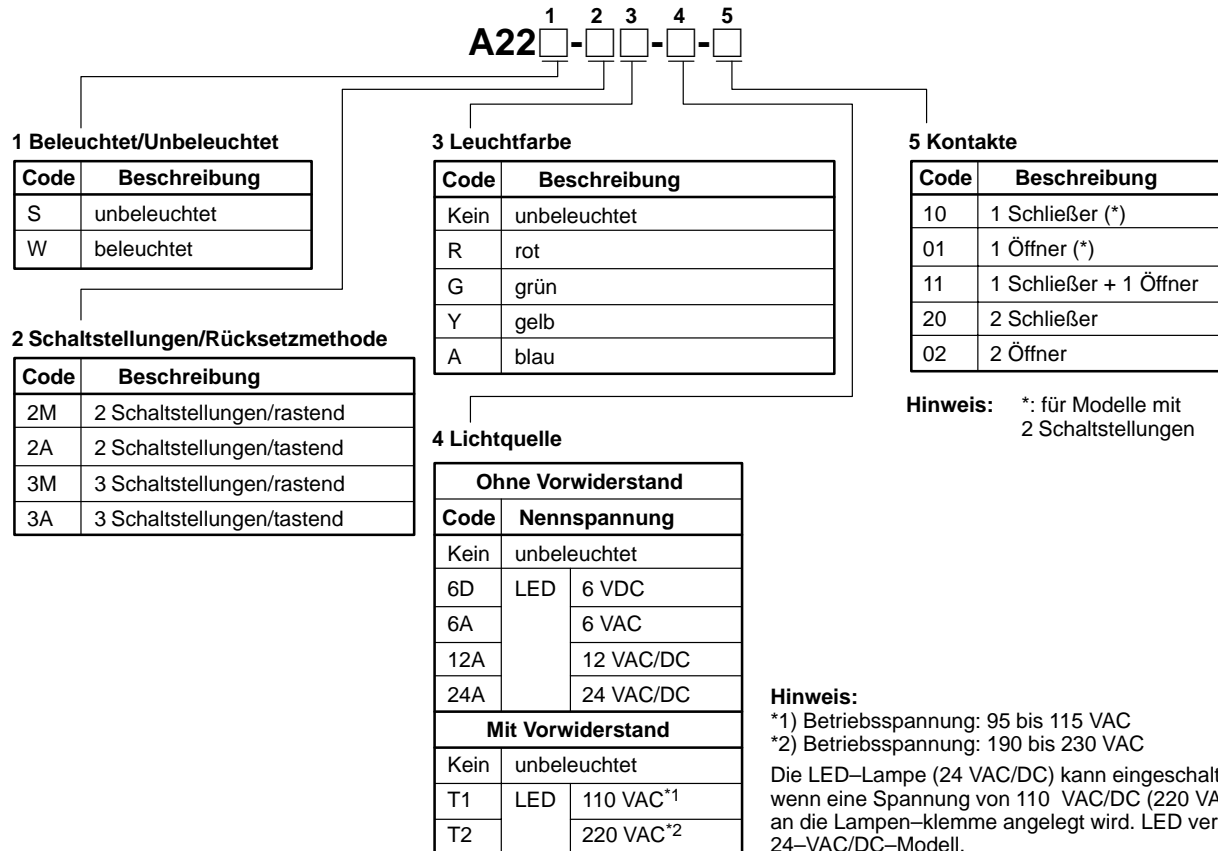 1 2 3 4 5
A22□-□□-□-□
1 Beleuchtet/Unbeleuchtet
Code Beschreibung
S unbeleuchtet
W beleuchtet
2 Schaltstellungen/Rücksetzmethode
Code Beschreibung
2M 2 Schaltstellungen/rastend
2A 2 Schaltstellungen/tastend
3M 3 Schaltstellungen/rastend
3A 3 Schaltstellungen/tastend
3 Leuchtfarbe
Code Beschreibung
Kein unbeleuchtet
R rot
G grün
Y gelb
A blau
4 Lichtquelle
Ohne Vorwiderstand
Code Nennspannung
Kein unbeleuchtet
6D LED 6 VDC
6A 6 VAC
12A 12 VAC/DC
24A 24 VAC/DC
Mit Vorwiderstand
Kein unbeleuchtet
T1 LED 110 VAC*1
T2 220 VAC*2
5 Kontakte
Code Beschreibung
10 1 Schließer (*)
01 1 Öffner (*)
11 1 Schließer + 1 Öffner
20 2 Schließer
02 2 Öffner
Hinweis: *: für Modelle mit
2 Schaltstellungen
Hinweis:
*1) Betriebsspannung: 95 bis 115 VAC
*2) Betriebsspannung: 190 bis 230 VAC
Die LED–Lampe (24 VAC/DC) kann eingeschalt
wenn eine Spannung von 110 VAC/DC (220 VA
an die Lampen–klemme angelegt wird. LED ver
24–VAC/DC–Modell.